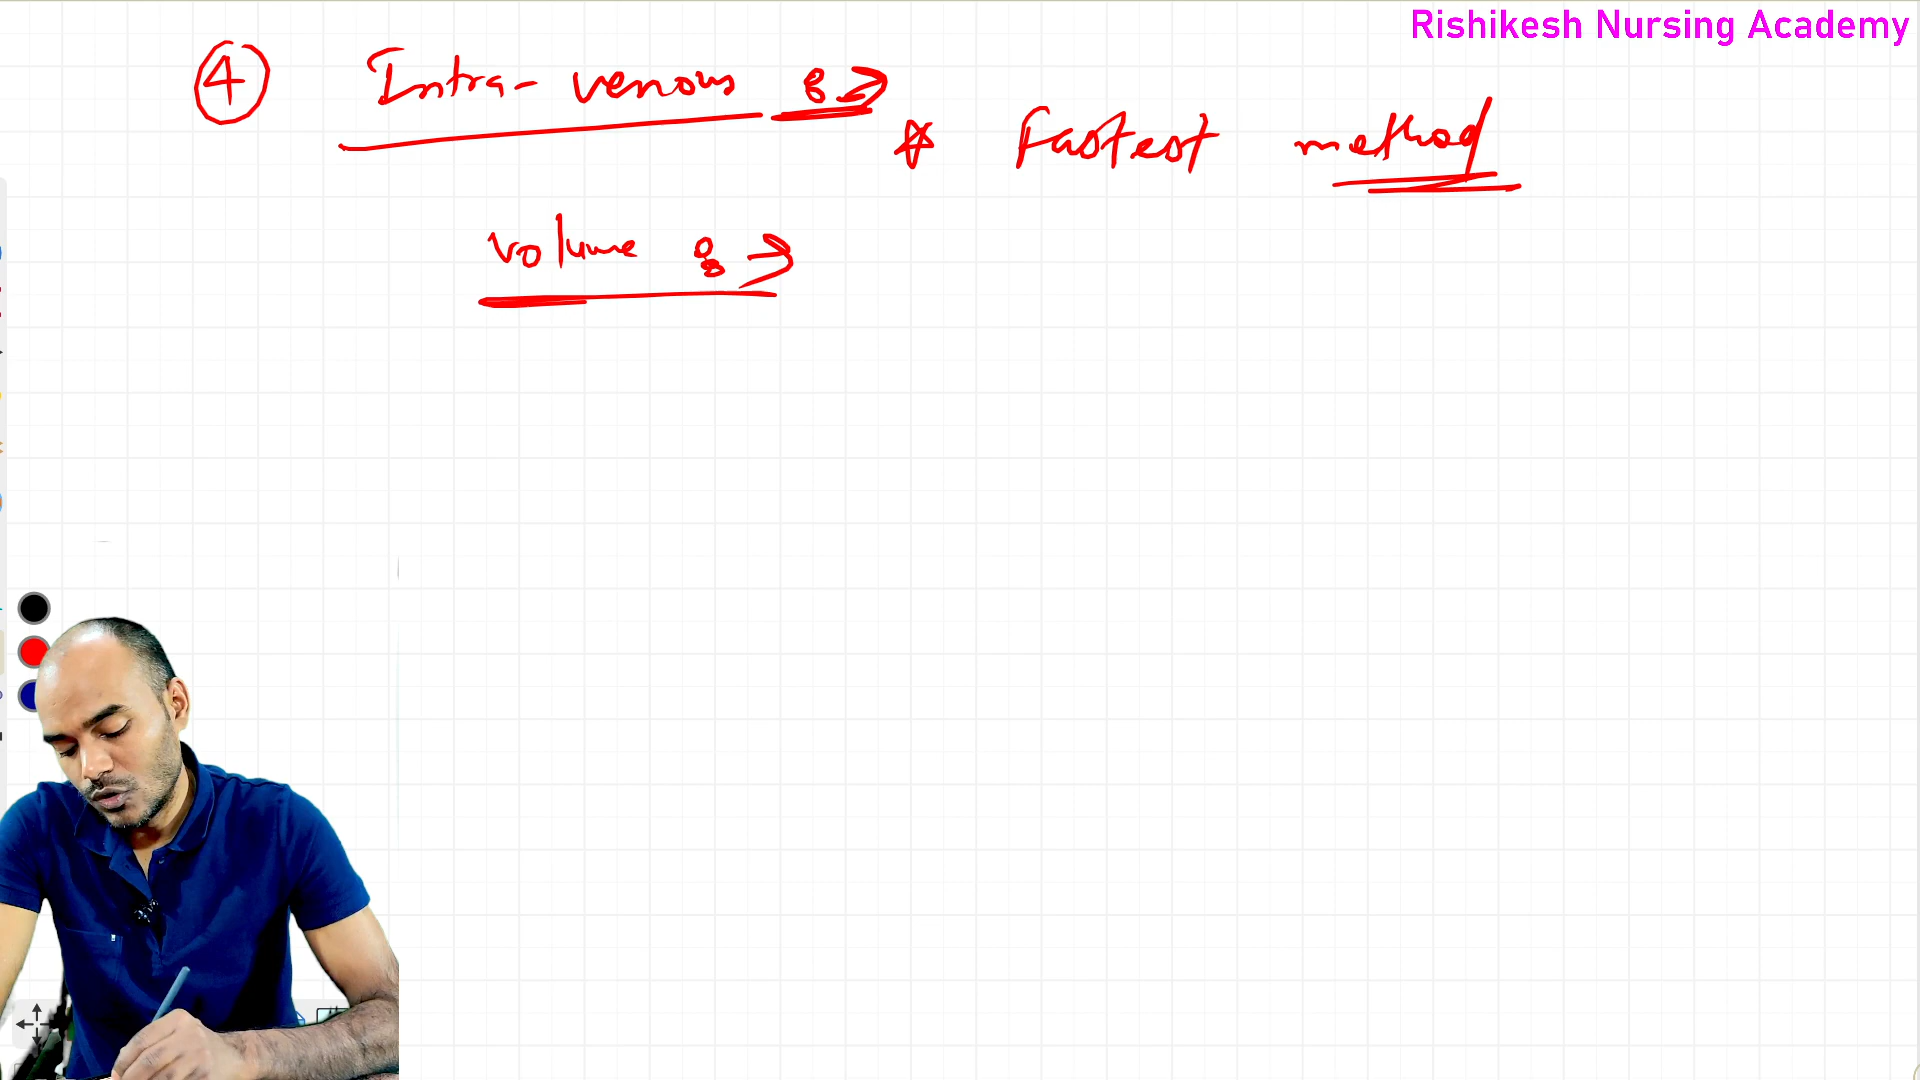 Rishikesh Nursing Academy
④ Intra-venous :→
* Fastest method
volume :→